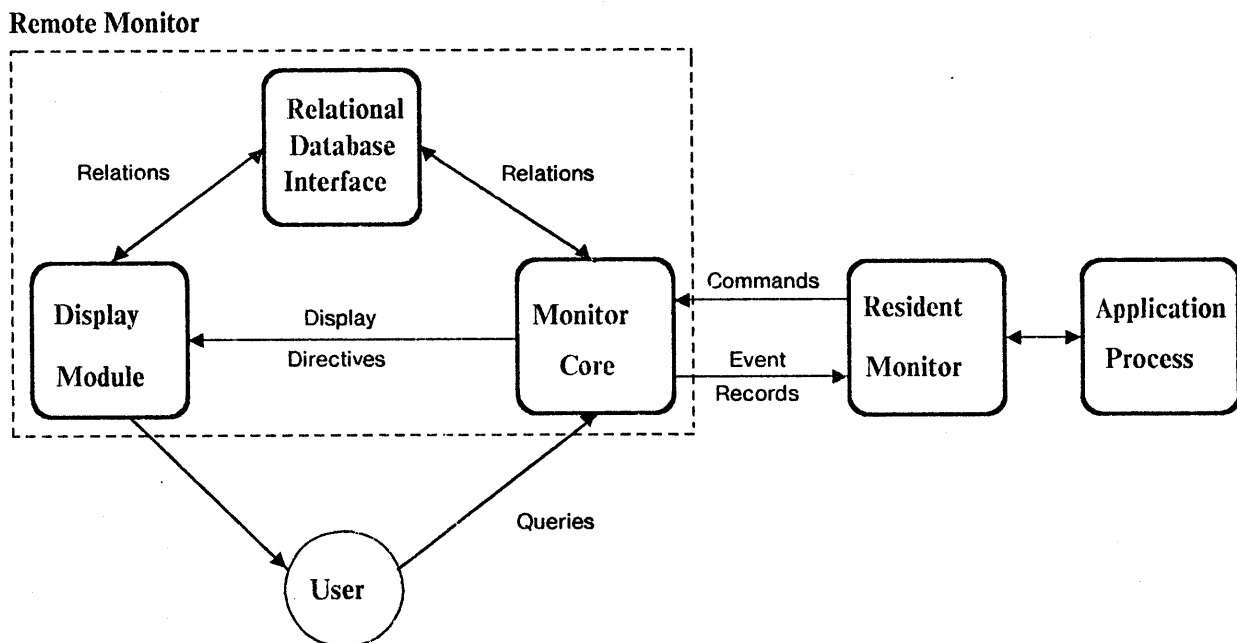 Remote Monitor
Relational
Database
Interface
Relations
Relations
Display
Module
Display
Directives
Monitor
Core
Commands
Event
Records
Resident
Monitor
Application
Process
Queries
User